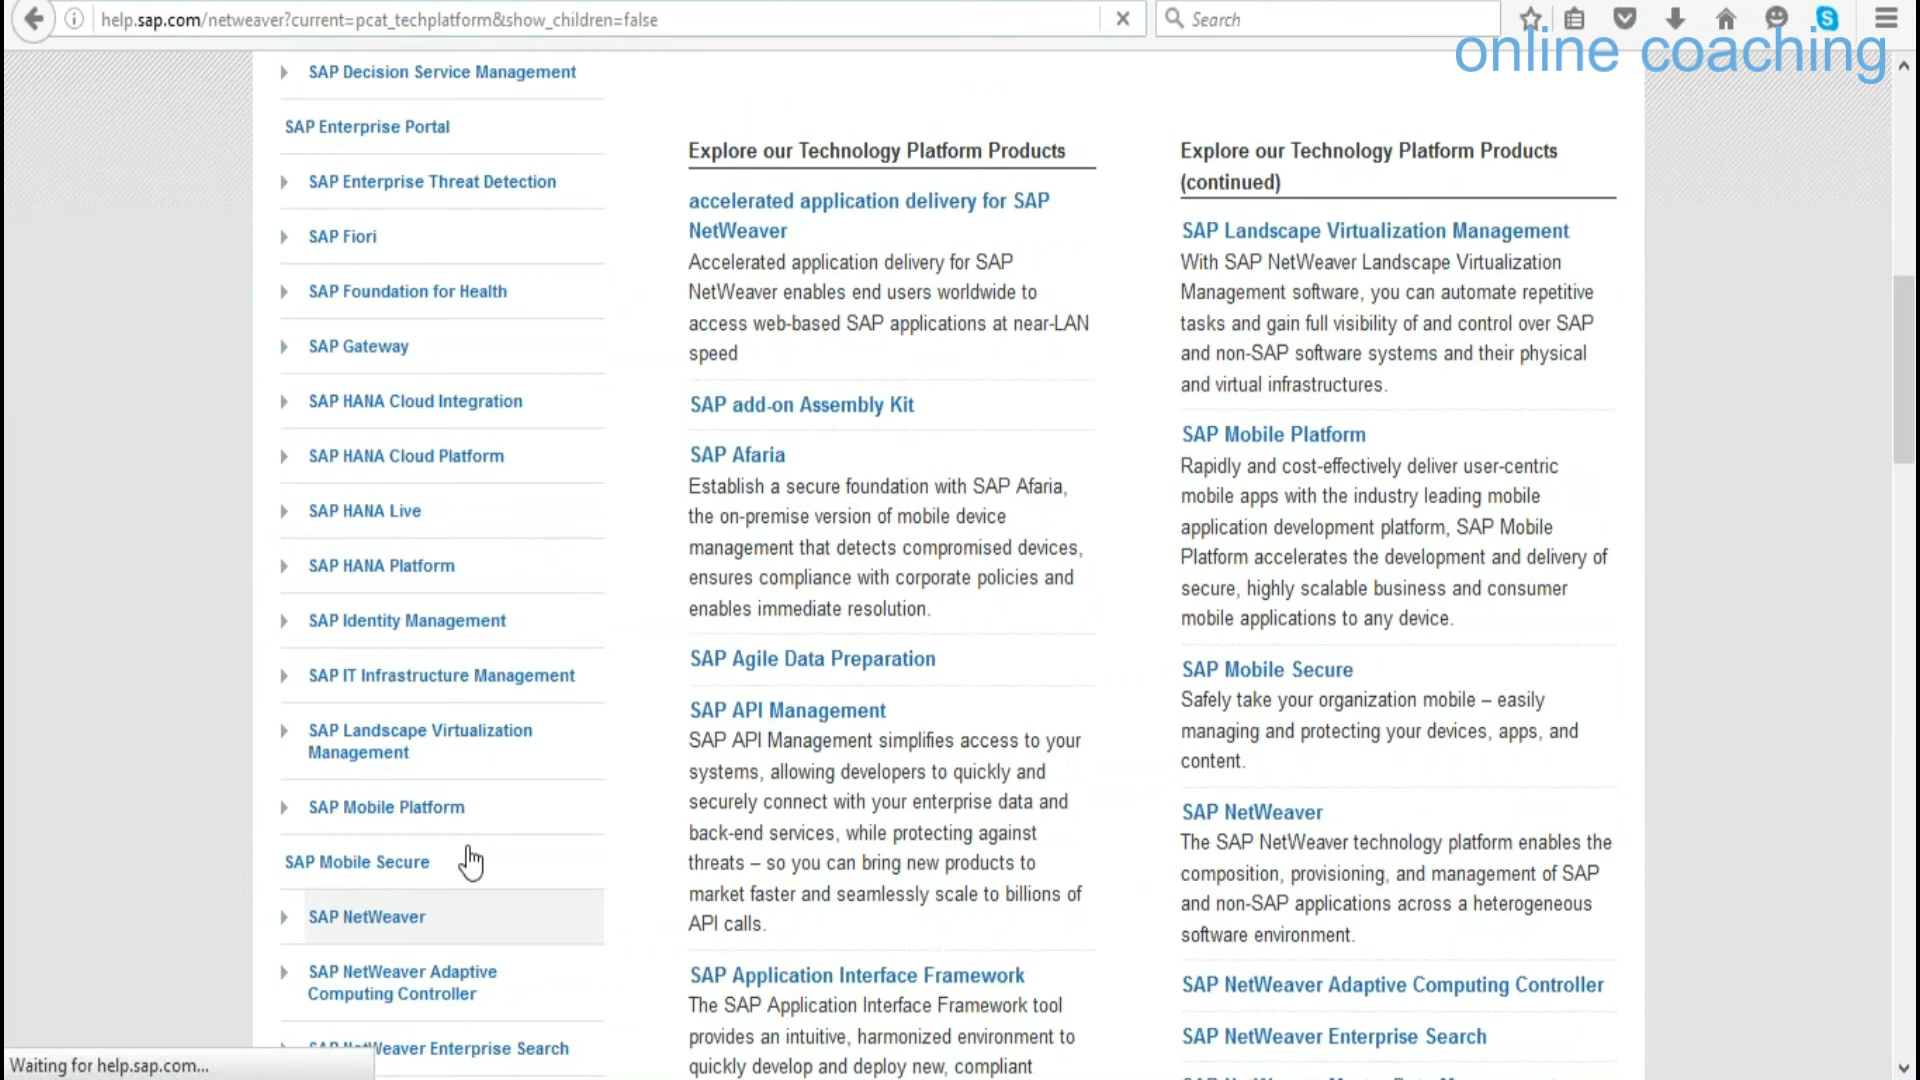 help.sap.com/netweaver?current=pcat_techplatform&show_children=false
Search
online coaching
SAP Decision Service Management
SAP Enterprise Portal
SAP Enterprise Threat Detection
SAP Fiori
SAP Foundation for Health
SAP Gateway
SAP HANA Cloud Integration
SAP HANA Cloud Platform
SAP HANA Live
SAP HANA Platform
SAP Identity Management
SAP IT Infrastructure Management
SAP Landscape Virtualization
Management
SAP Mobile Platform
SAP Mobile Secure
SAP NetWeaver
SAP NetWeaver Adaptive
Computing Controller
SAP NetWeaver Enterprise Search
Explore our Technology Platform Products
accelerated application delivery for SAP
NetWeaver
Accelerated application delivery for SAP
NetWeaver enables end users worldwide to
access web-based SAP applications at near-LAN
speed
SAP add-on Assembly Kit
SAP Afaria
Establish a secure foundation with SAP Afaria,
the on-premise version of mobile device
management that detects compromised devices,
ensures compliance with corporate policies and
enables immediate resolution.
SAP Agile Data Preparation
SAP API Management
SAP API Management simplifies access to your
systems, allowing developers to quickly and
securely connect with your enterprise data and
back-end services, while protecting against
threats – so you can bring new products to
market faster and seamlessly scale to billions of
API calls.
SAP Application Interface Framework
The SAP Application Interface Framework tool
provides an intuitive, harmonized environment to
quickly develop and deploy new, compliant
Explore our Technology Platform Products
(continued)
SAP Landscape Virtualization Management
With SAP NetWeaver Landscape Virtualization
Management software, you can automate repetitive
tasks and gain full visibility of and control over SAP
and non-SAP software systems and their physical
and virtual infrastructures.
SAP Mobile Platform
Rapidly and cost-effectively deliver user-centric
mobile apps with the industry leading mobile
application development platform, SAP Mobile
Platform accelerates the development and delivery of
secure, highly scalable business and consumer
mobile applications to any device.
SAP Mobile Secure
Safely take your organization mobile – easily
managing and protecting your devices, apps, and
content.
SAP NetWeaver
The SAP NetWeaver technology platform enables the
composition, provisioning, and management of SAP
and non-SAP applications across a heterogeneous
software environment.
SAP NetWeaver Adaptive Computing Controller
SAP NetWeaver Enterprise Search
Waiting for help.sap.com...